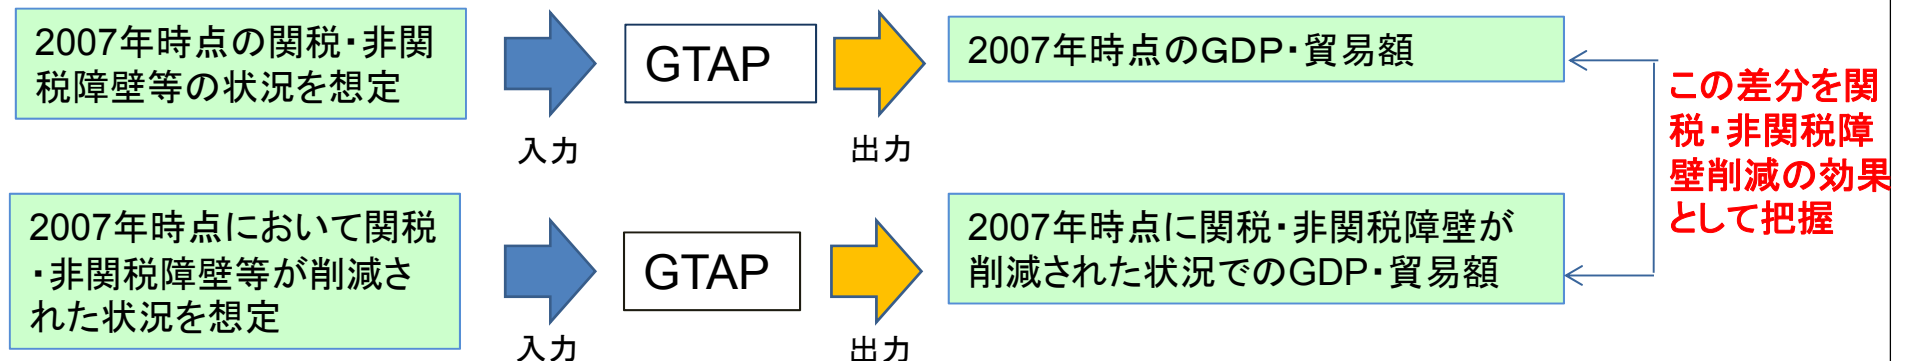 2007年時点の関税・非関
税障壁等の状況を想定
入力
GTAP
出力
2007年時点のGDP・貿易額
2007年時点において関税
・非関税障壁等が削減さ
れた状況を想定
入力
GTAP
出力
2007年時点に関税・非関税障壁が
削減された状況でのGDP・貿易額
この差分を関
税・非関税障
壁削減の効果
として把握